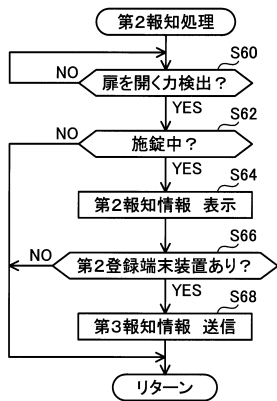 第2報知処理
S60
扉を開く力検出？
NO
YES
S62
施錠中？
NO
YES
S64
第2報知情報 表示
S66
第2登録端末装置あり？
NO
YES
S68
第3報知情報 送信
リターン